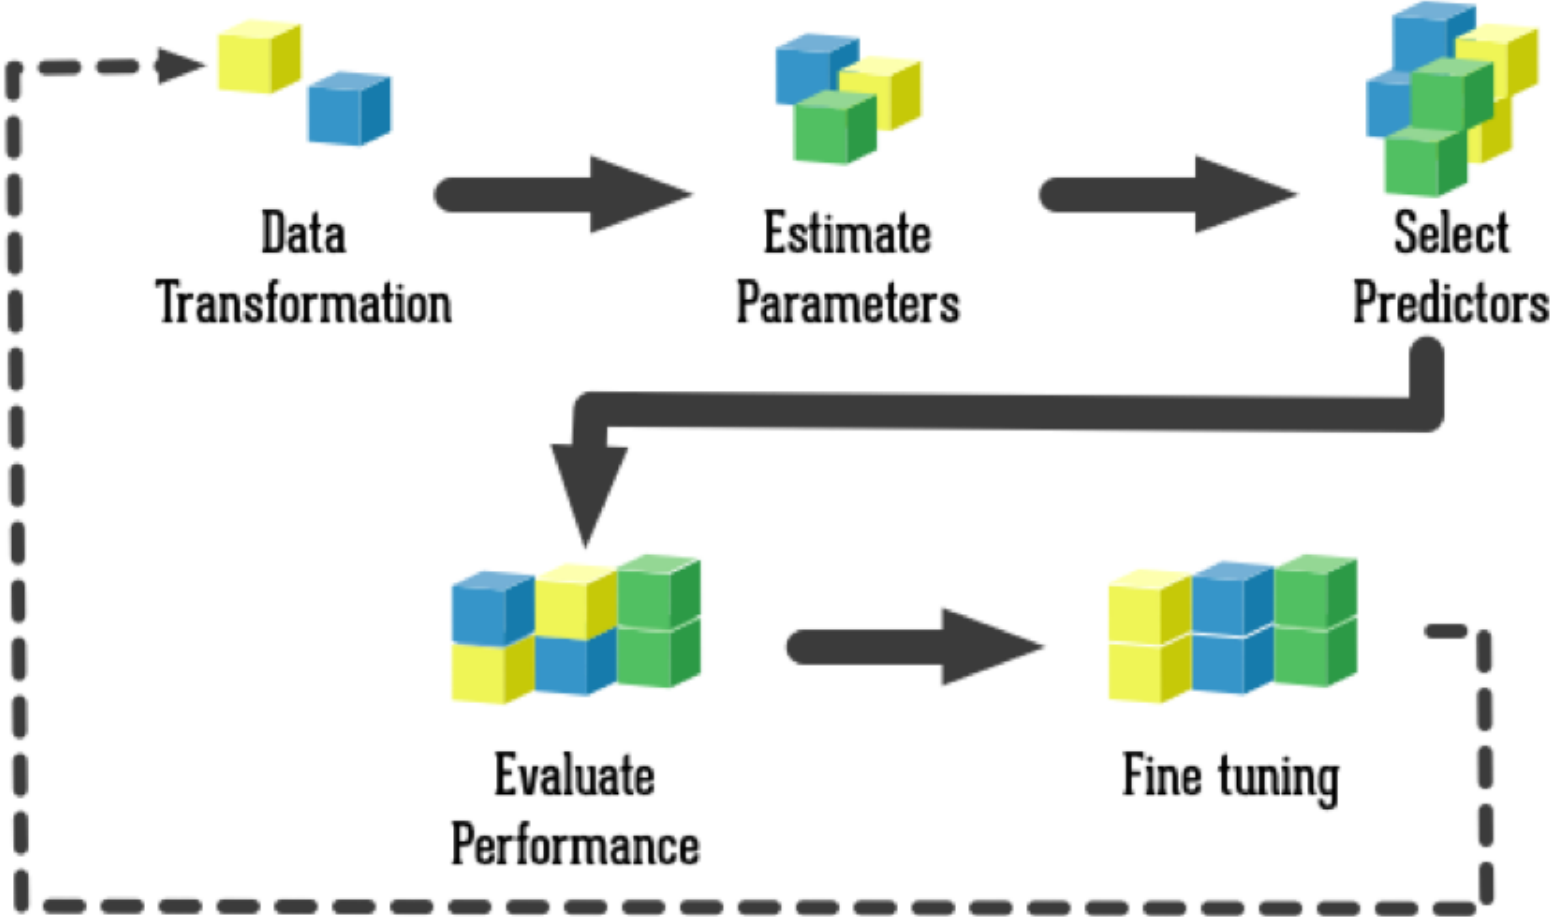 Data
Transformation
Estimate
Parameters
Select
Predictors
Evaluate
Performance
Fine tuning